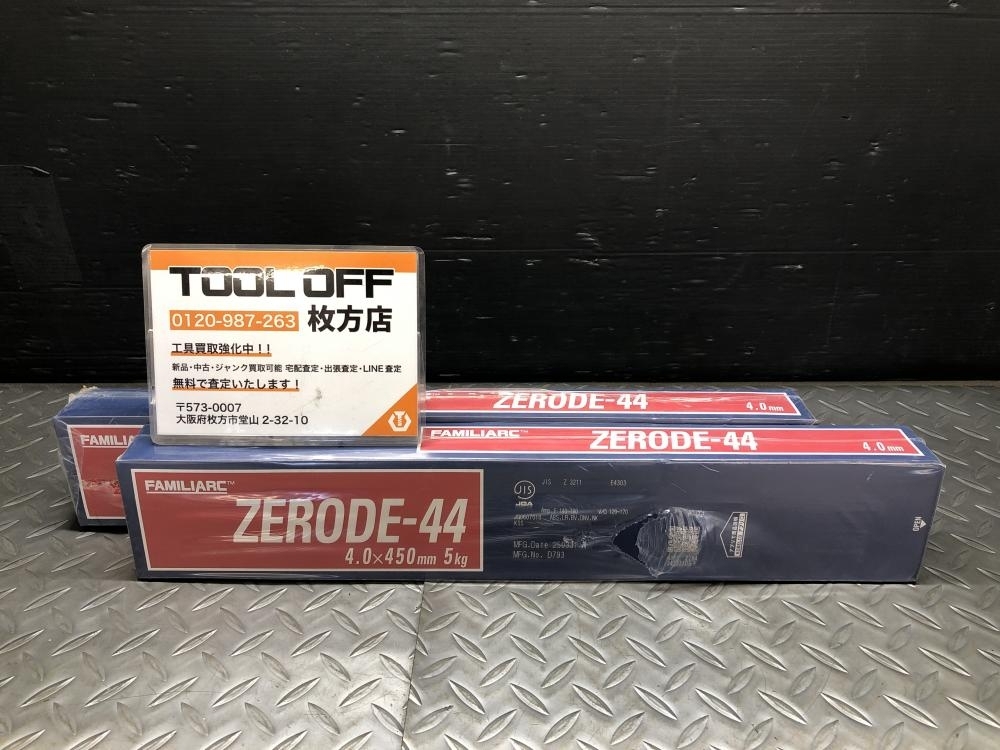 TOOL OFF
0120-987-263 枚方店
工具買取強化中！！
新品・中古・ジャンク買取可能 宅配査定・出張査定・LINE査定
無料で査定いたします！
〒573-0007
大阪府枚方市堂山 2-32-10
ZERODE-44
4.0mm
FAMILIARC™ ZERODE-44
4.0mm
FAMILIARC™
ZERODE-44
4.0×450mm 5kg
JIS Z 3211 E4303
MFG.Date
MFG.No. D793
OPEN